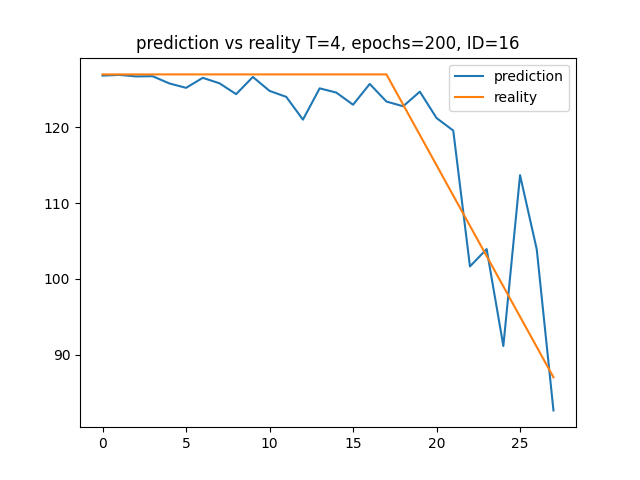 prediction vs reality T=4, epochs=200, ID=16
prediction
reality
120
110
100
90
0 5 10 15 20 25